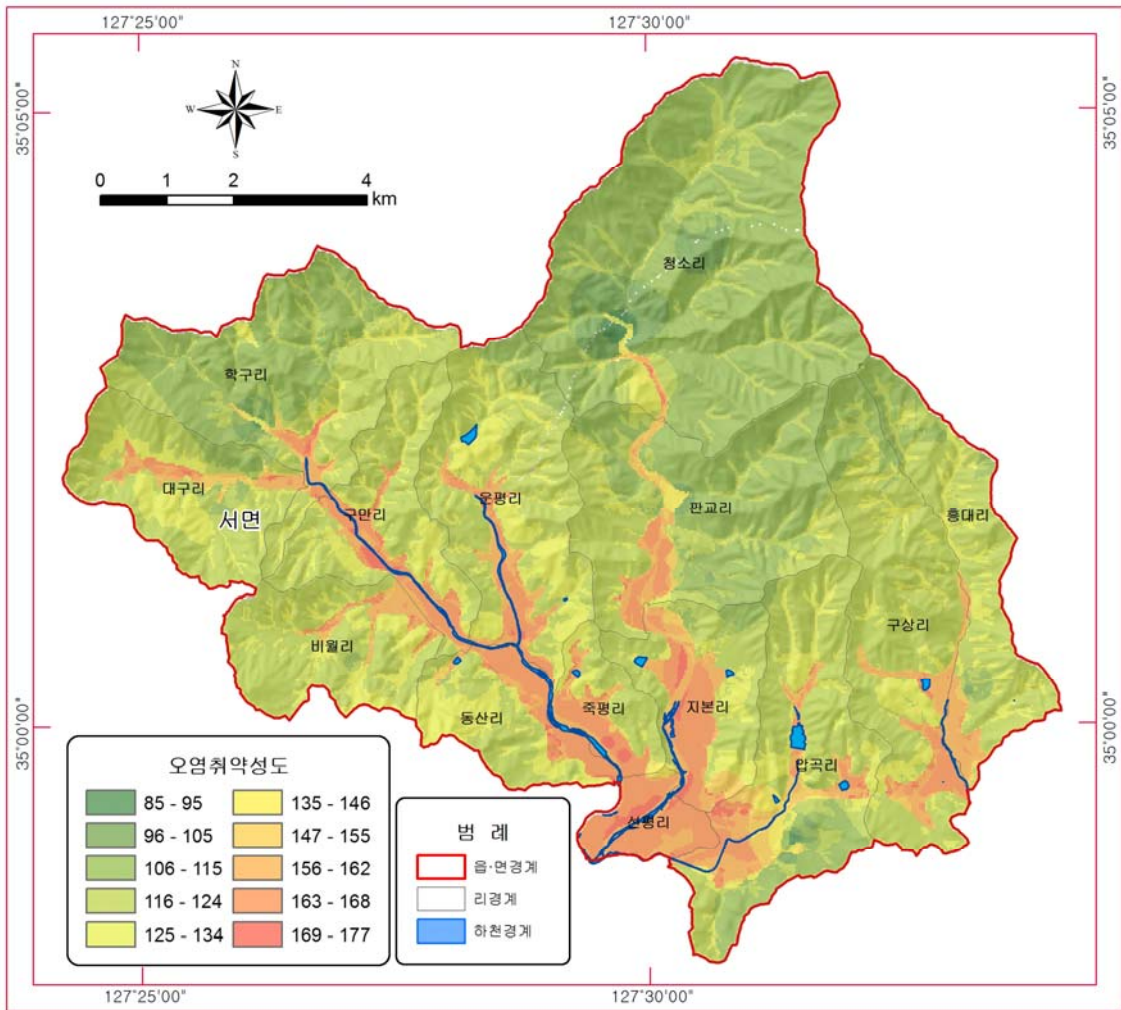 127°25'00"
127°30'00"
35°05'00"
35°05'00"
N
W
E
S
0
1
2
4
km
청소리
학구리
대구리
서면
구만리
운평리
판교리
흥대리
구상리
비월리
동산리
죽평리
지본리
압곡리
선평리
35°00'00"
35°00'00"
오염취약성도
85 - 95
135 - 146
96 - 105
147 - 155
106 - 115
156 - 162
116 - 124
163 - 168
125 - 134
169 - 177
범 례
읍·면경계
리경계
하천경계
127°25'00"
127°30'00"